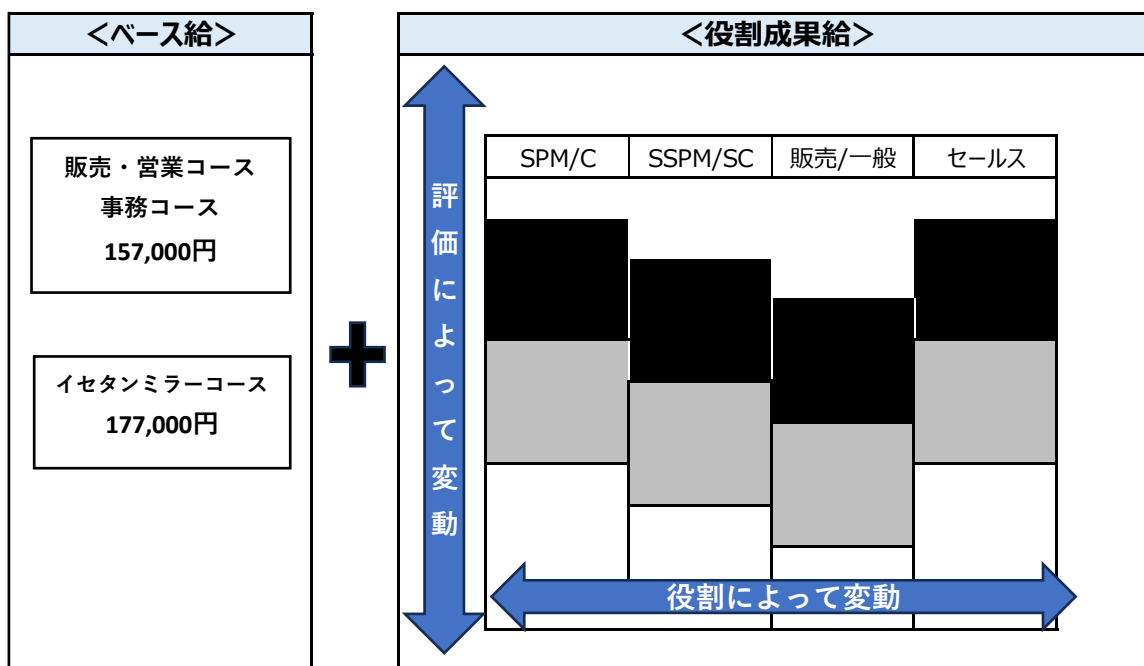 ＜ベース給＞
販売・営業コース
事務コース
157,000円
イセタンミラーコース
177,000円
＜役割成果給＞
評価によって変動
SPM/C
SSPM/SC
販売/一般
セールス
役割によって変動